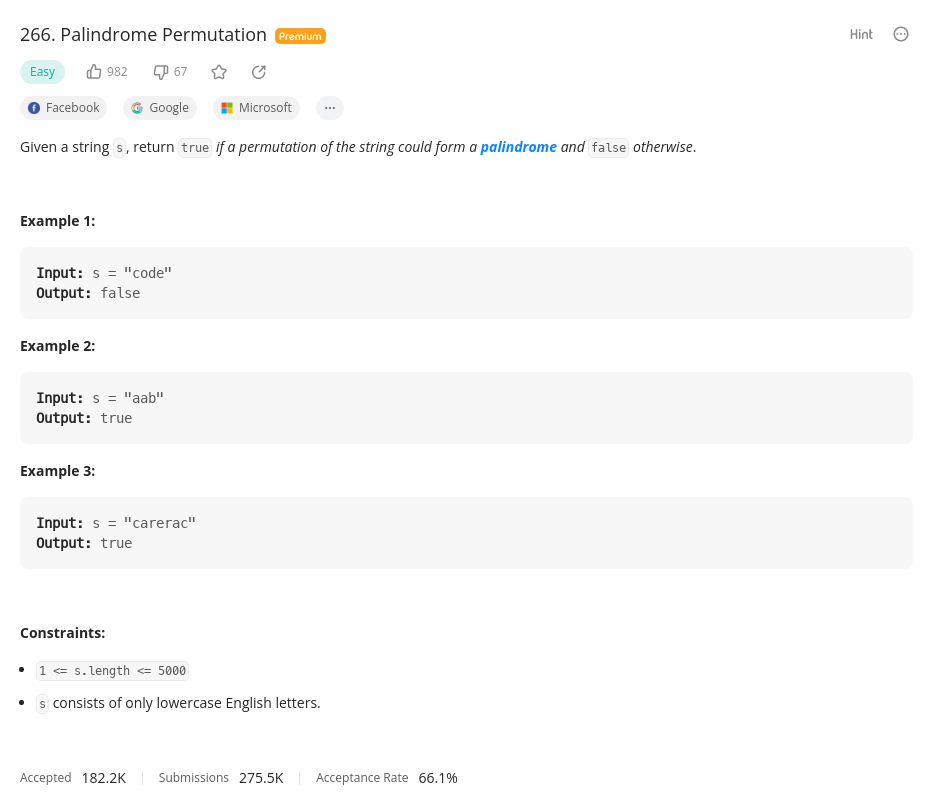 266. Palindrome Permutation Premium Hint
Easy 982 67
Facebook Google Microsoft ...
Given a string s, return true if a permutation of the string could form a palindrome and false otherwise.
Example 1:
Input: s = "code"
Output: false
Example 2:
Input: s = "aab"
Output: true
Example 3:
Input: s = "carerac"
Output: true
Constraints:
• 1 <= s.length <= 5000
• s consists of only lowercase English letters.
Accepted 182.2K Submissions 275.5K Acceptance Rate 66.1%